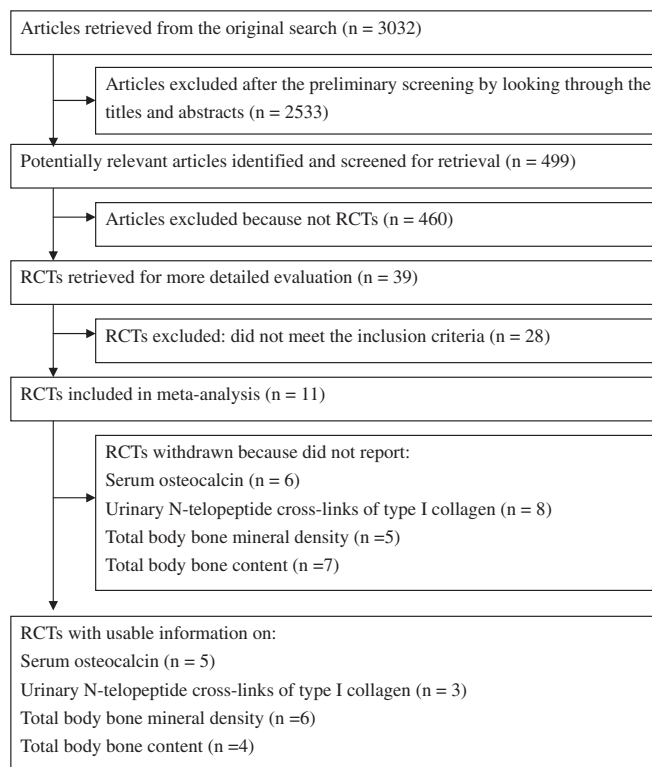 Articles retrieved from the original search (n = 3032)
Articles excluded after the preliminary screening by looking through the
titles and abstracts (n = 2533)
Potentially relevant articles identified and screened for retrieval (n = 499)
Articles excluded because not RCTs (n = 460)
RCTs retrieved for more detailed evaluation (n = 39)
RCTs excluded: did not meet the inclusion criteria (n = 28)
RCTs included in meta-analysis (n = 11)
RCTs withdrawn because did not report:
Serum osteocalcin (n = 6)
Urinary N-telopeptide cross-links of type I collagen (n = 8)
Total body bone mineral density (n =5)
Total body bone content (n =7)
RCTs with usable information on:
Serum osteocalcin (n = 5)
Urinary N-telopeptide cross-links of type I collagen (n = 3)
Total body bone mineral density (n =6)
Total body bone content (n =4)